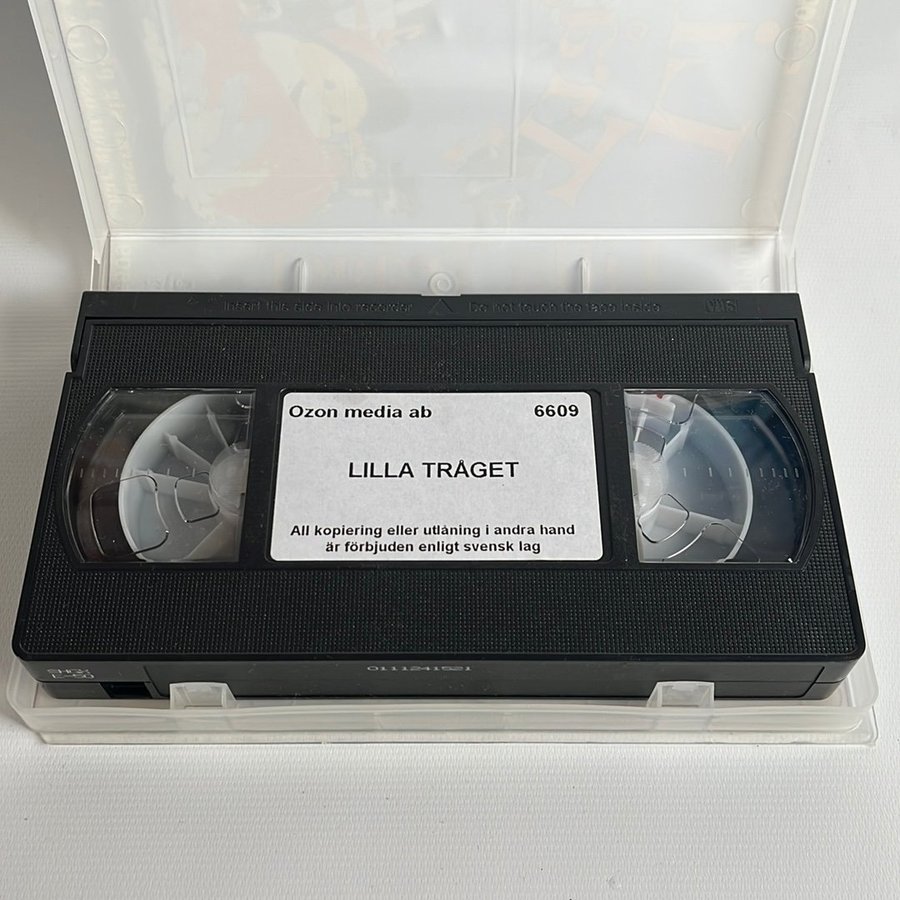 Insert this side into recorder △ Do not touch the tape inside
Ozon media ab 6609
LILLA TRÅGET
All kopiering eller utlåning i andra hand
är förbjuden enligt svensk lag
E-50
0111241521